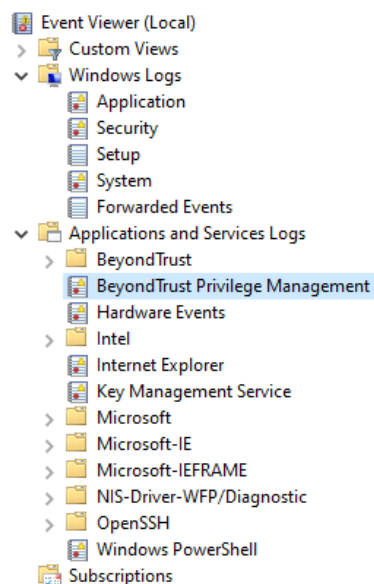 Event Viewer (Local)
Custom Views
Windows Logs
Application
Security
Setup
System
Forwarded Events
Applications and Services Logs
BeyondTrust
BeyondTrust Privilege Management
Hardware Events
Intel
Internet Explorer
Key Management Service
Microsoft
Microsoft-IE
Microsoft-IEFRAME
NIS-Driver-WFP/Diagnostic
OpenSSH
Windows PowerShell
Subscriptions